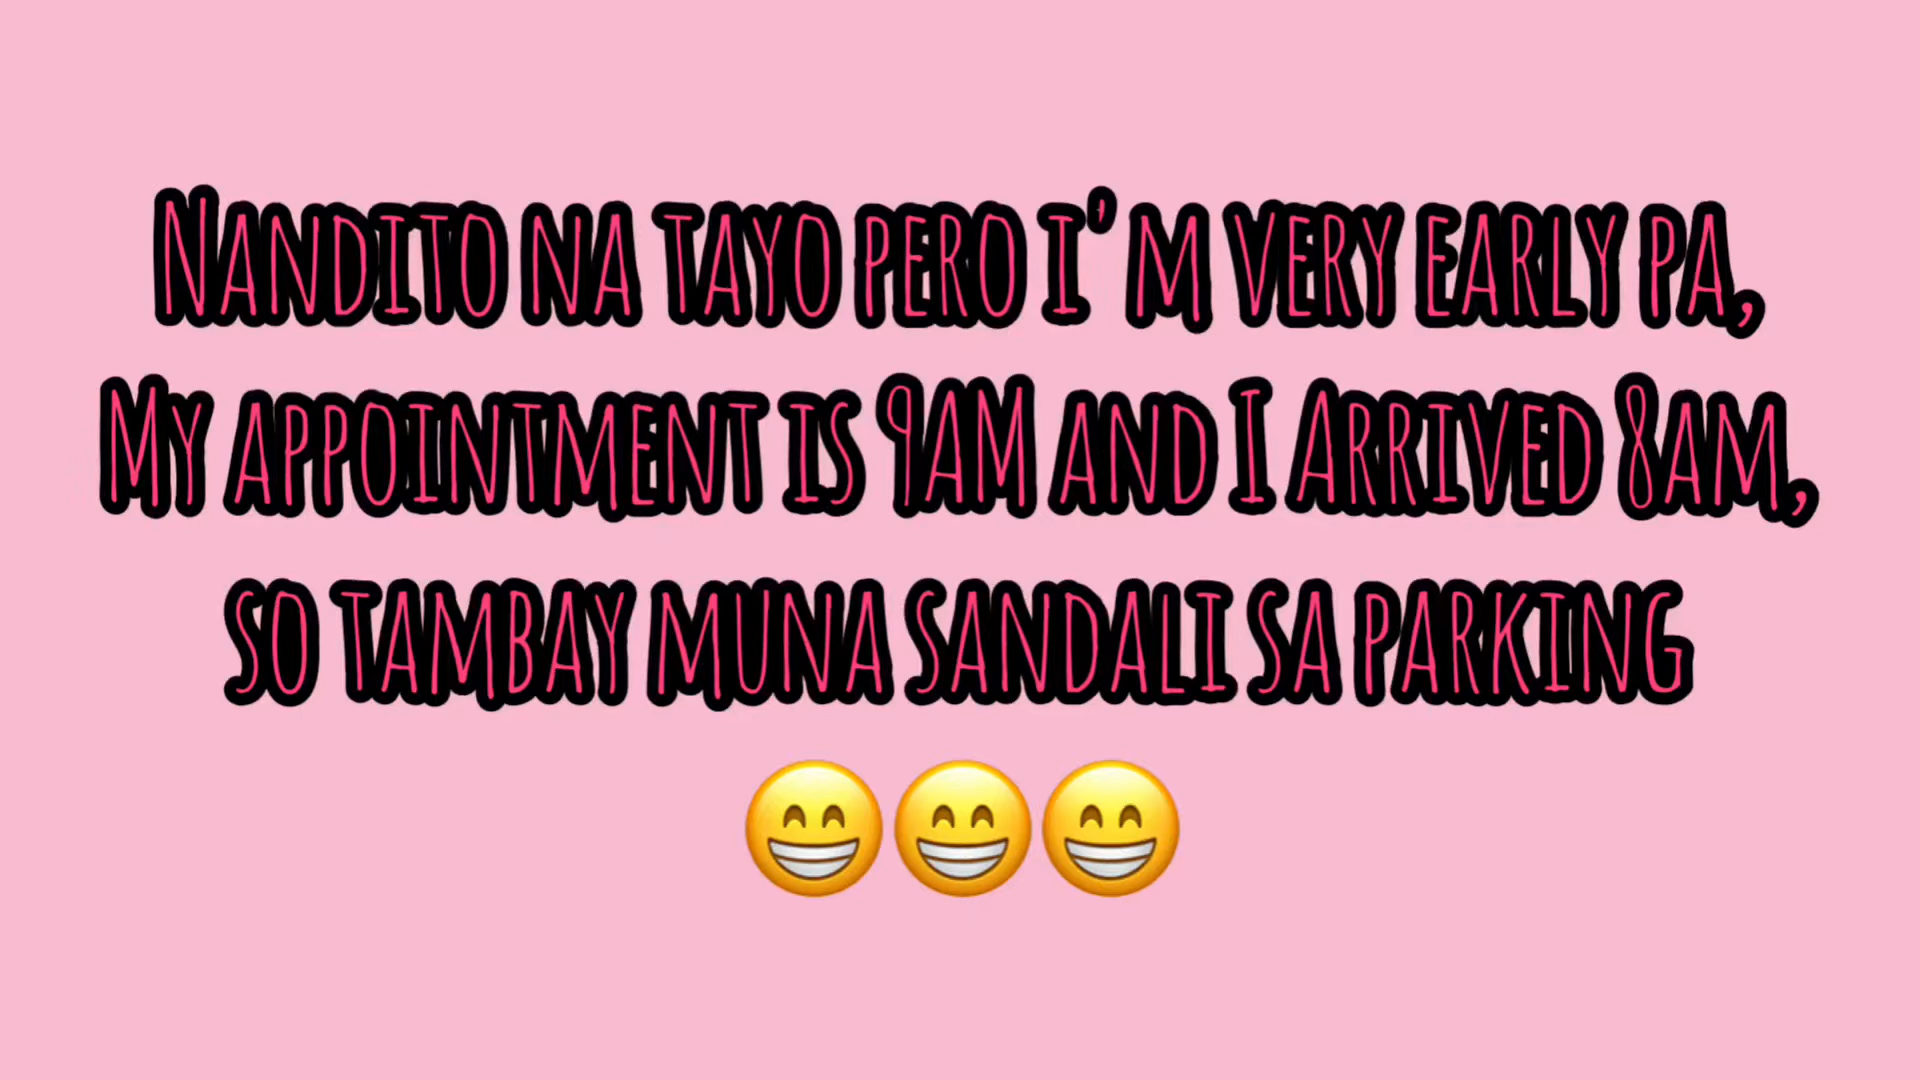 Nandito na tayo pero i'm very early pa,
My appointment is 9AM and I Arrived 8am,
so tambay muna sandali sa parking
😁😁😁